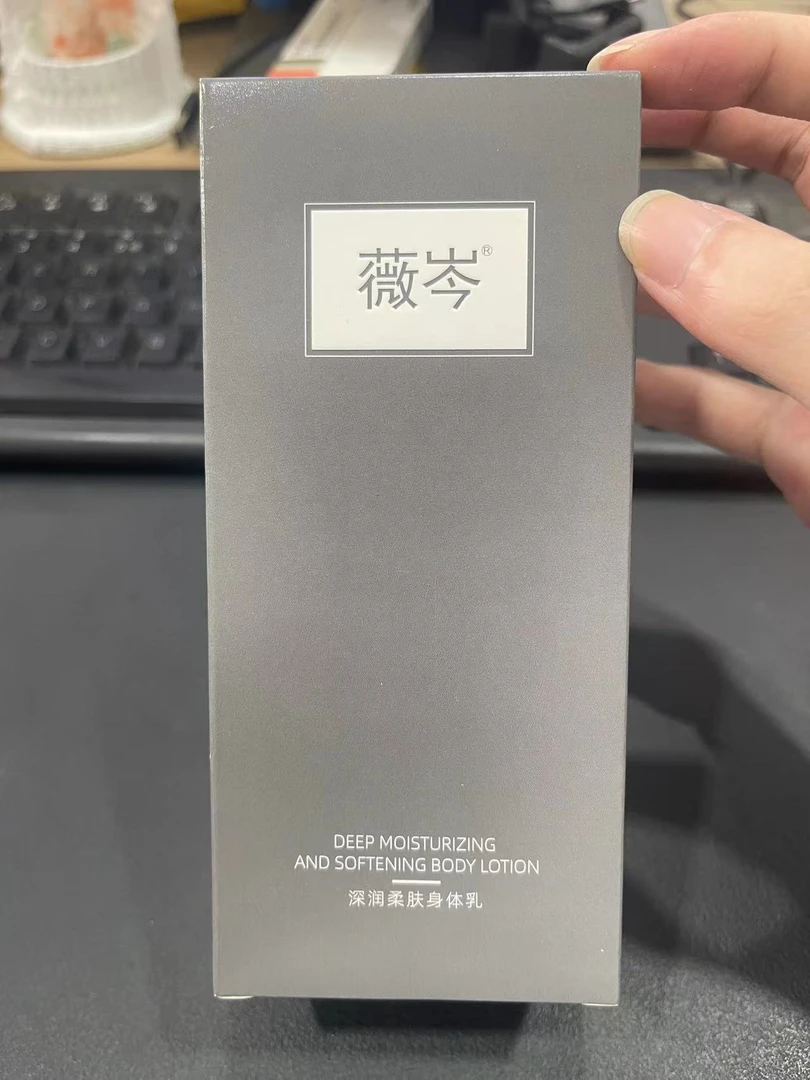 薇岑®
DEEP MOISTURIZING
AND SOFTENING BODY LOTION
深润柔肤身体乳